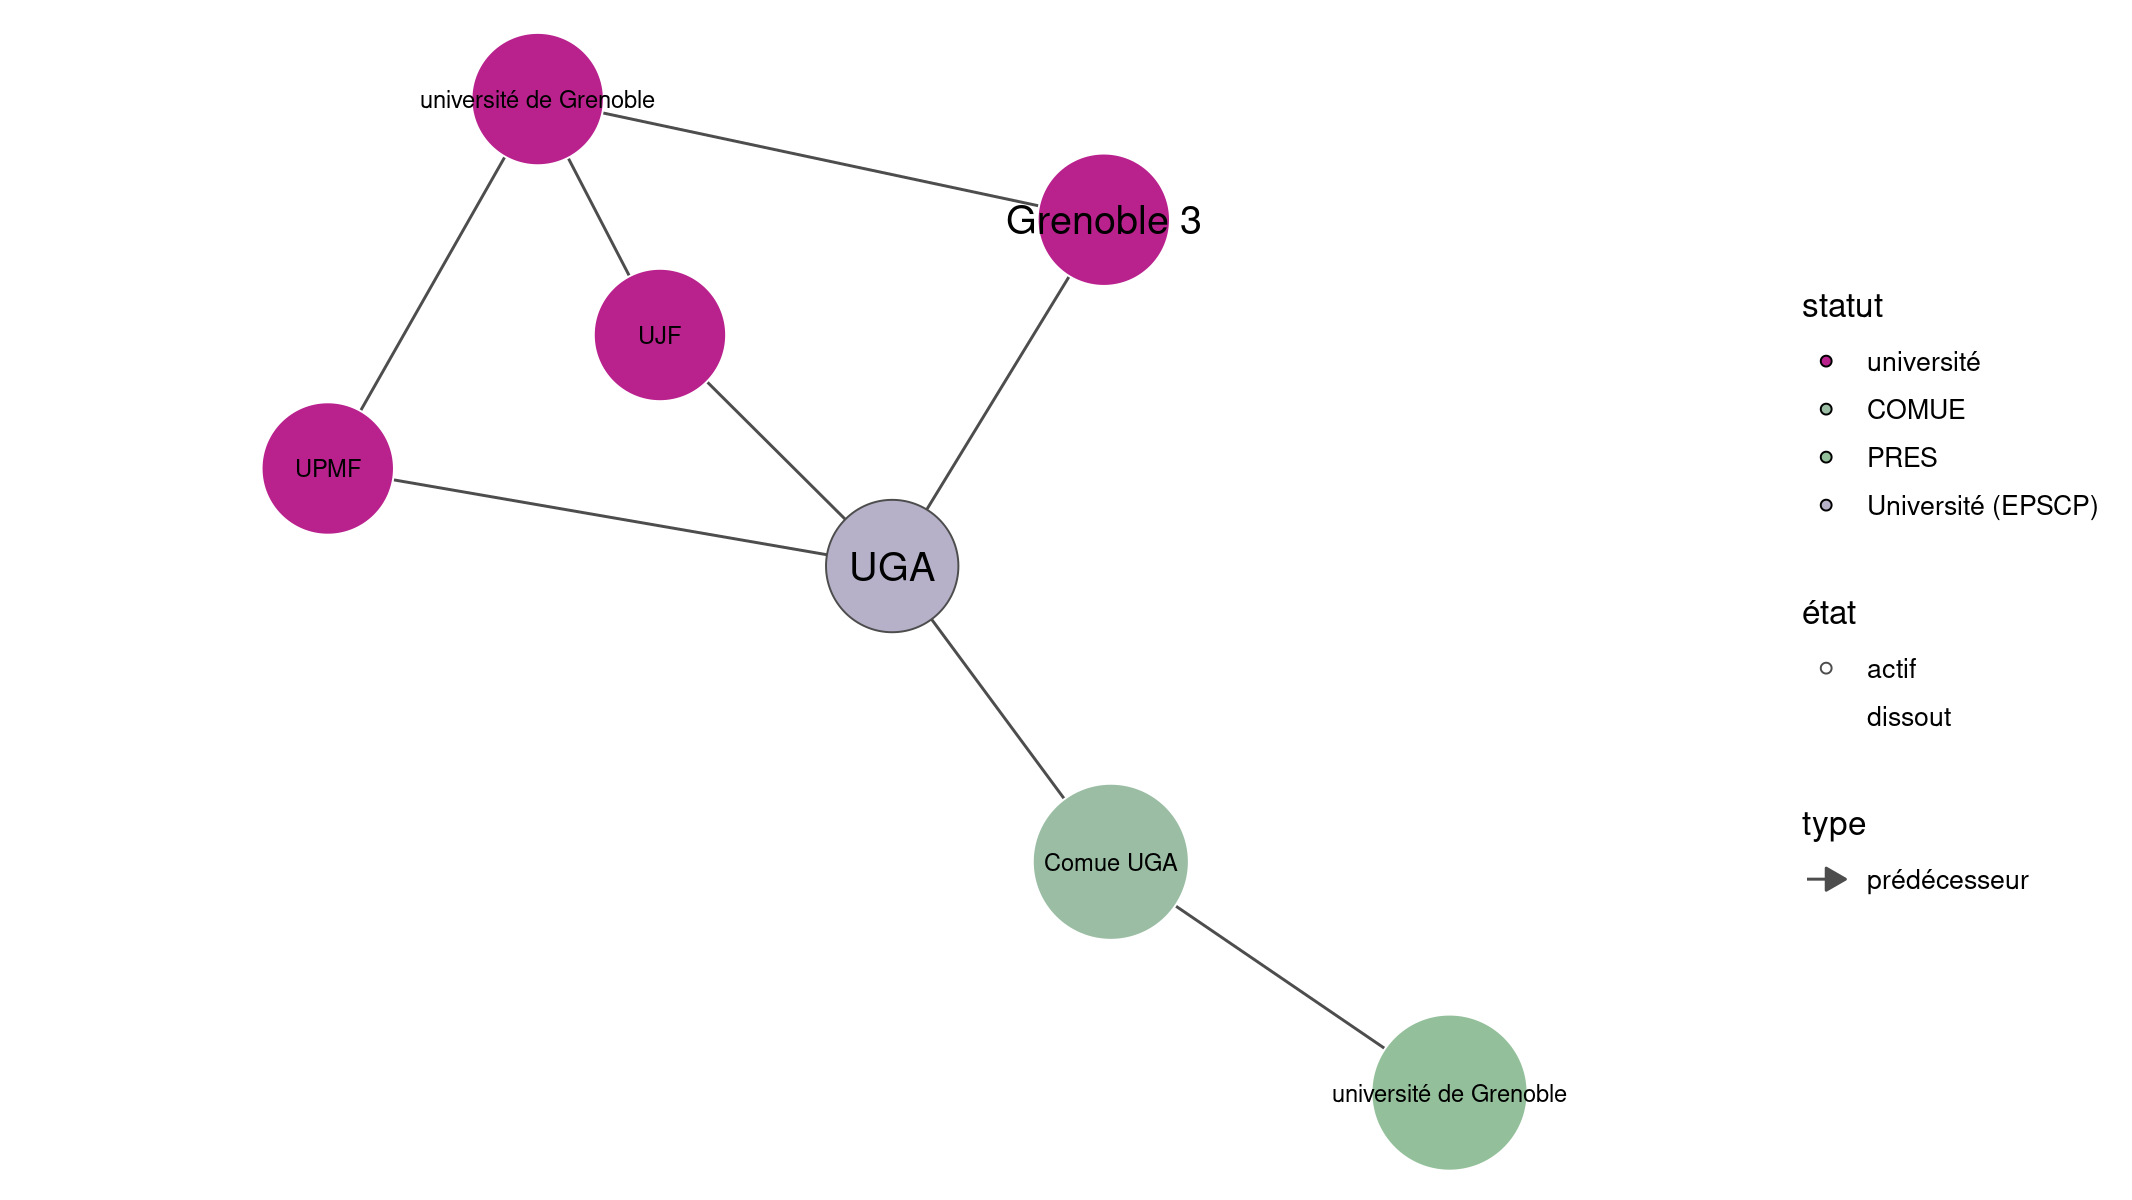 université de Grenoble
Grenoble 3
UJF
UPMF
UGA
Comue UGA
université de Grenoble
statut
université
COMUE
PRES
Université (EPSCP)
état
actif
dissout
type
prédécesseur